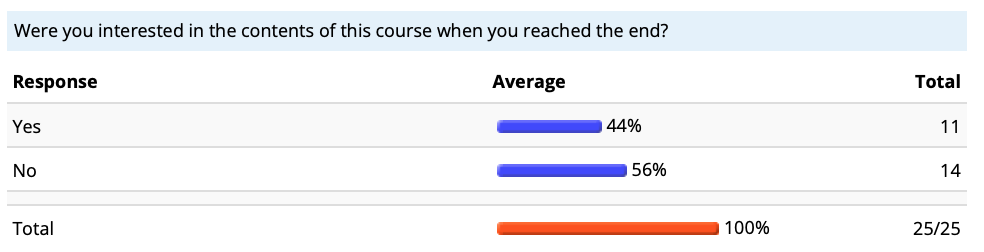 Were you interested in the contents of this course when you reached the end?
Response Average Total
Yes 44% 11
No 56% 14
Total 100% 25/25